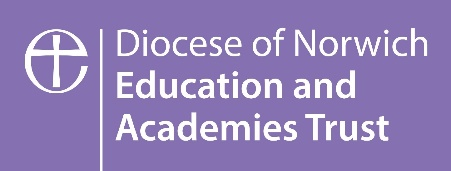 Diocese of Norwich
Education and
Academies Trust